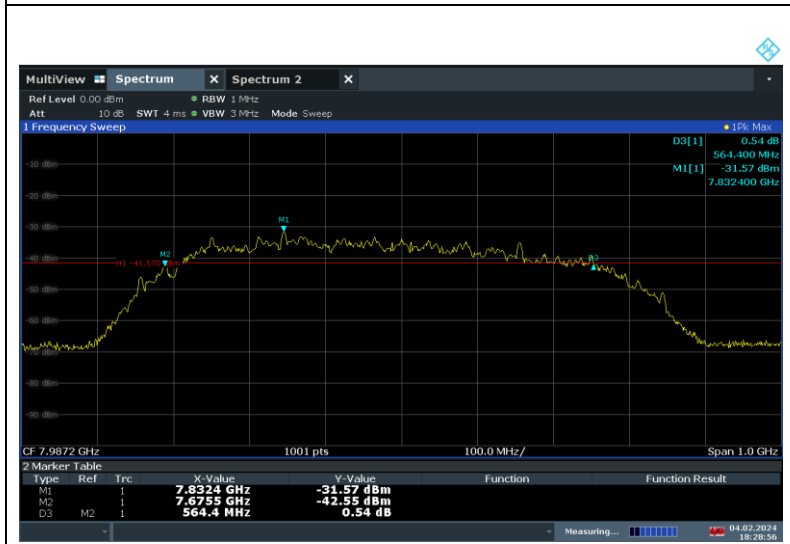 MultiView Spectrum X Spectrum 2 X
Ref Level 0.00 dBm RBW 1 MHz
Att 10 dB SWT 4 ms VBW 3 MHz Mode Sweep
1 Frequency Sweep 1Pk Max
D3[1] 0.54 dB
564.400 MHz
M1[1] -31.57 dBm
7.832400 GHz
-10 dBm
-20 dBm
-30 dBm
M1
-40 dBm
M2
H1 -41.570 dBm
D3
-50 dBm
-60 dBm
-70 dBm
-80 dBm
-90 dBm
CF 7.9872 GHz 1001 pts 100.0 MHz/ Span 1.0 GHz
2 Marker Table
Type Ref Trc X-Value Y-Value Function Function Result
M1 1 7.8324 GHz -31.57 dBm
M2 1 7.6755 GHz -42.55 dBm
D3 M2 1 564.4 MHz 0.54 dB
Measuring... 04.02.2024
18:28:56